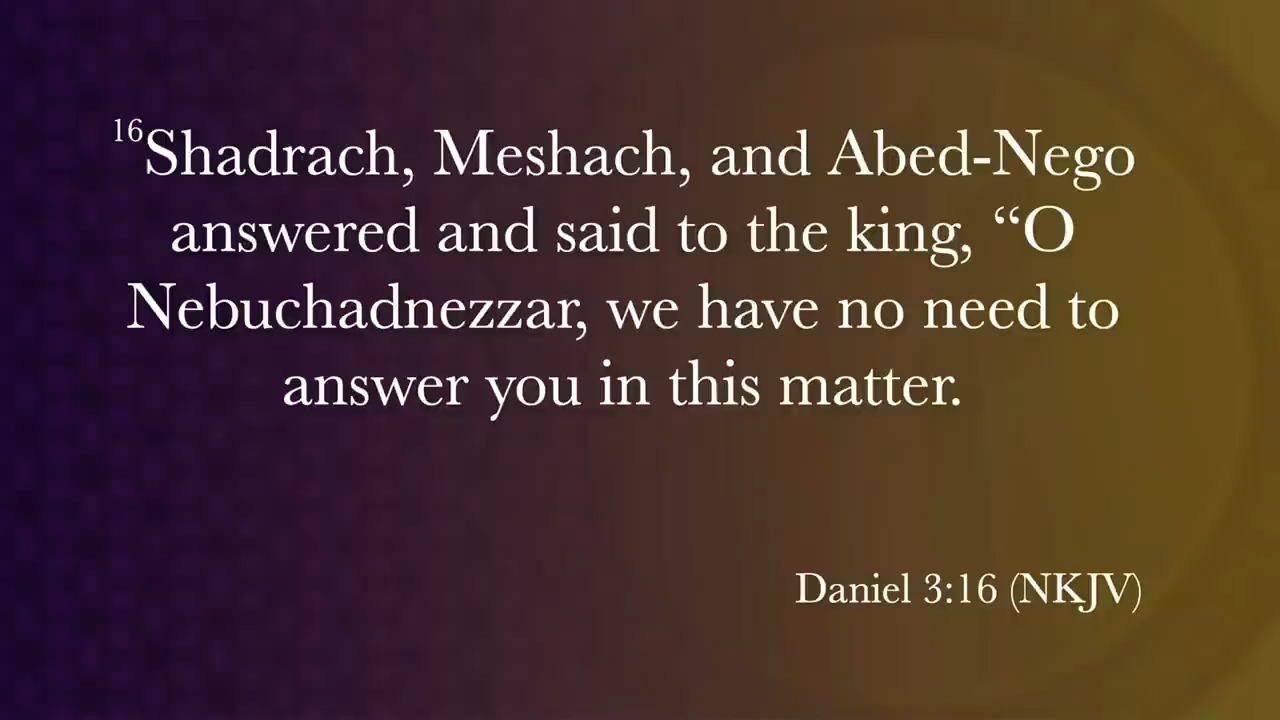 16Shadrach, Meshach, and Abed-Nego
answered and said to the king, “O
Nebuchadnezzar, we have no need to
answer you in this matter.
Daniel 3:16 (NKJV)